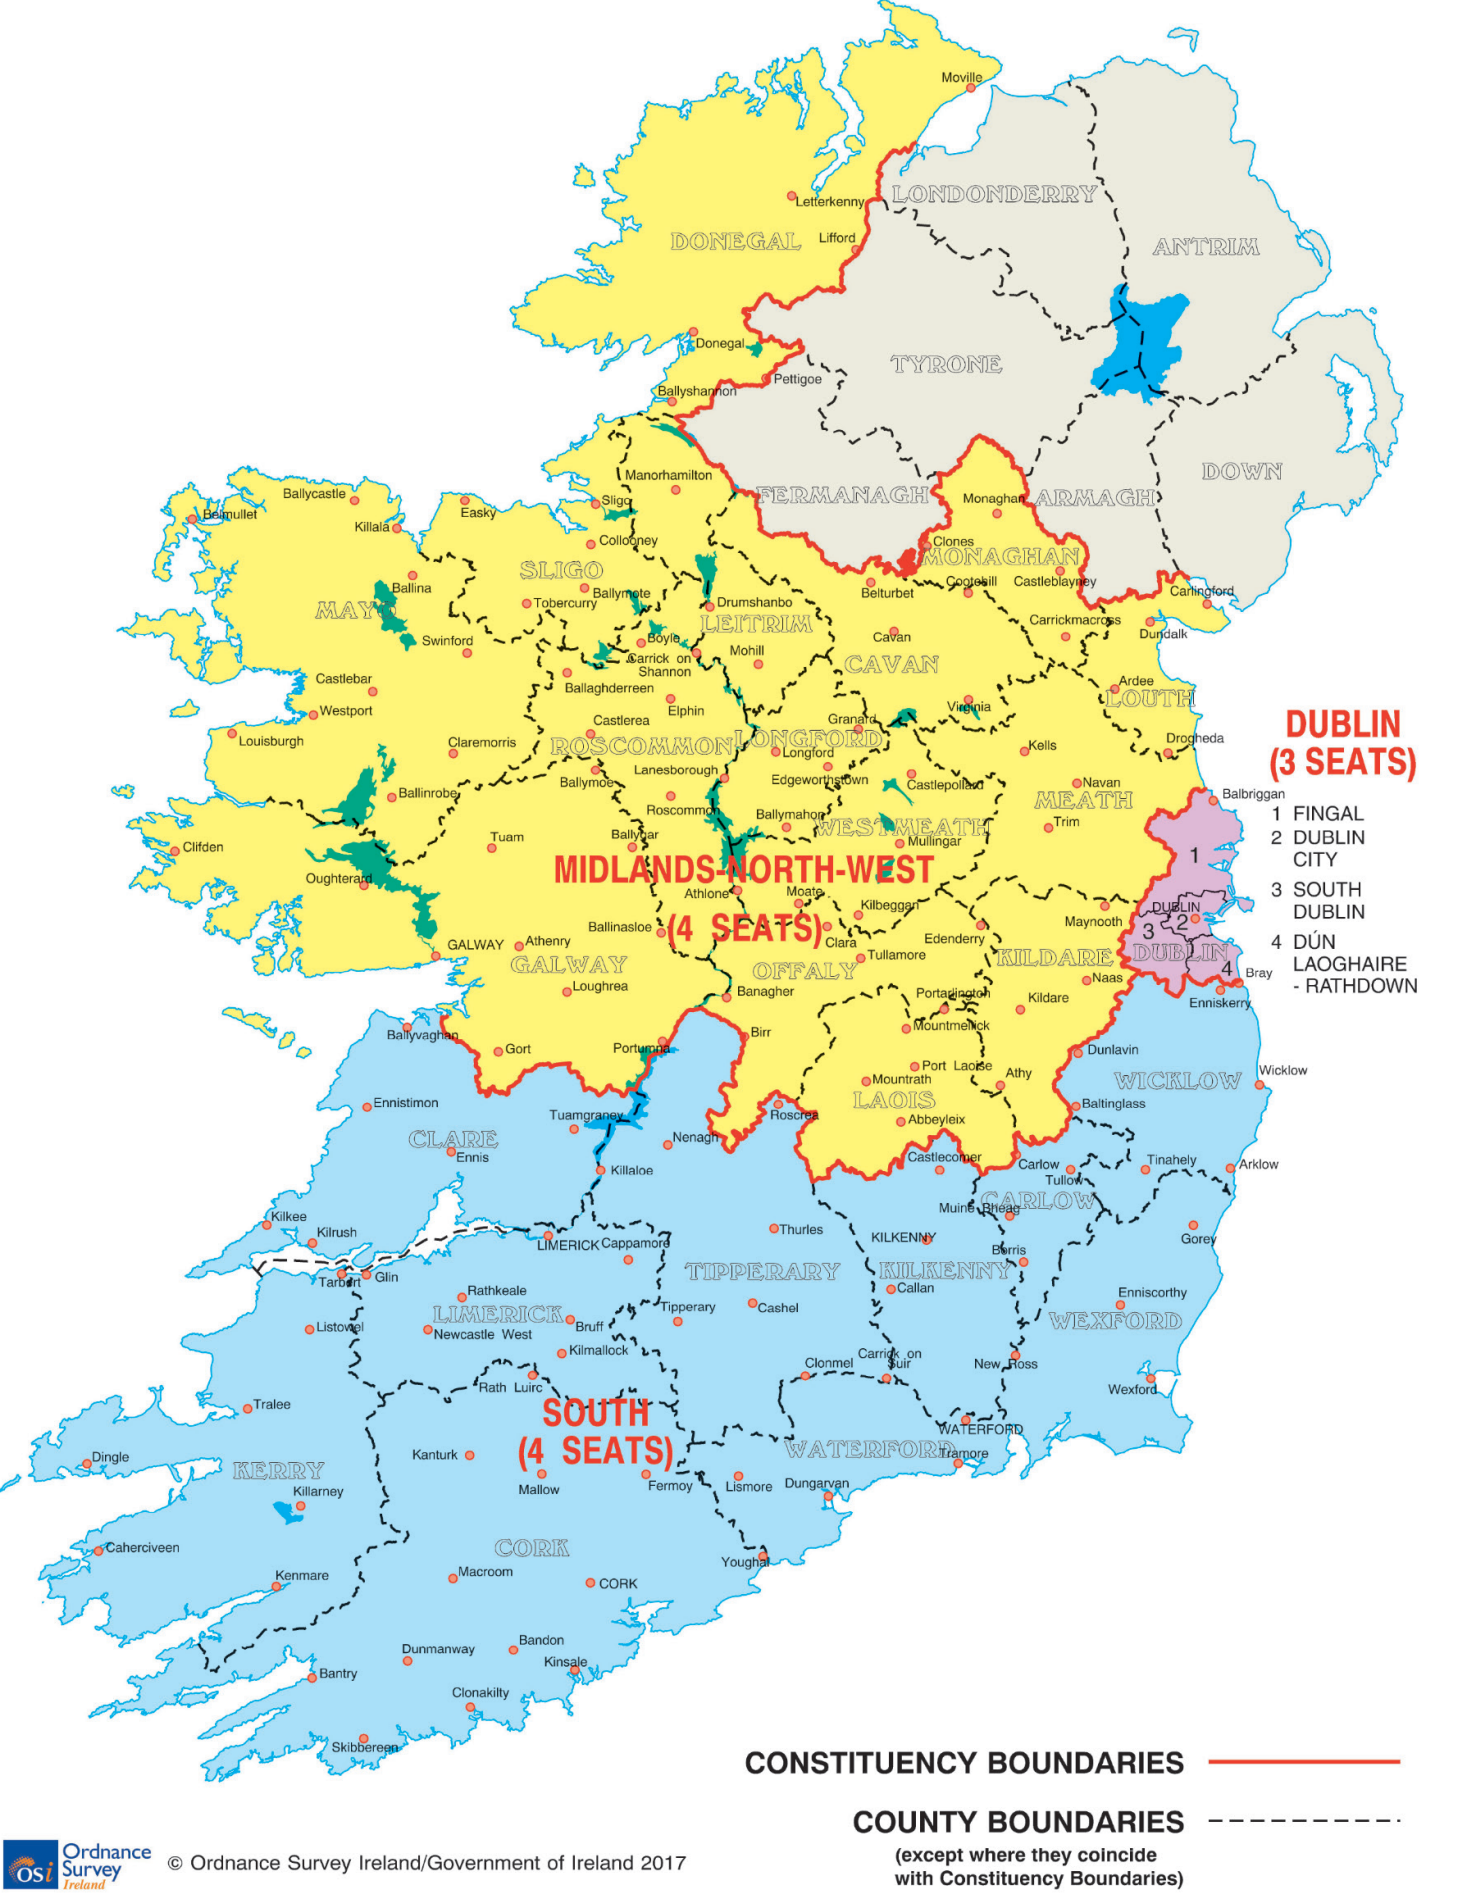 Moville
LONDONDERRY
Letterkenny
DONEGAL
Lifford
ANTRIM
Donegal
TYRONE
Pettigoe
Ballyshannon
DOWN
Manorhamilton
FERMANAGH
Monaghan
ARMAGH
Ballycastle
Belmullet
Killala
Easky
Sligo
Collooney
Clones
MONAGHAN
SLIGO
Ballina
Ballymote
Tobercurry
Drumshanbo
Belturbet
Cootehill
Castleblayney
Carlingford
MAYO
LEITRIM
Carrickmacross
Dundalk
Swinford
Boyle
Carrick on
Shannon
Mohill
Cavan
CAVAN
Castlebar
Ballaghderreen
Ardee
LOUTH
Westport
Elphin
Virginia
Granard
Castlerea
Louisburgh
Claremorris
ROSCOMMON
LONGFORD
Longford
Kells
Drogheda
DUBLIN
(3 SEATS)
Ballymoe
Lanesborough
Edgeworthstown
Castlepollard
Navan
MEATH
Balbriggan
Ballinrobe
Roscommon
Ballymahon
WESTMEATH
Trim
1 FINGAL
2 DUBLIN
CITY
3 SOUTH
DUBLIN
4 DÚN
LAOGHAIRE
- RATHDOWN
Clifden
Tuam
Ballygar
Mullingar
1
Oughterard
MIDLANDS-NORTH-WEST
(4 SEATS)
Athlone
Moate
Kilbeggan
Maynooth
DUBLIN
2
3
DUBLIN
4
Bray
Enniskerry
Ballinasloe
Clara
Edenderry
GALWAY
Athenry
Tullamore
KILDARE
GALWAY
OFFALY
Naas
Loughrea
Banagher
Portarlington
Kildare
Ballyvaghan
Birr
Mountmellick
Gort
Portumna
Dunlavin
Port Laoise
Mountrath
Athy
WICKLOW
Wicklow
Ennistimon
Tuamgraney
LAOIS
Roscrea
Abbeyleix
Baltinglass
CLARE
Ennis
Nenagh
Killaloe
Castlecomer
Carlow
Tullow
Tinahely
Arklow
Kilkee
Kilrush
Muine Bheag
CARLOW
Thurles
KILKENNY
Gorey
LIMERICK
Cappamore
Borris
Tarbert
Glin
TIPPERARY
KILKENNY
Rathkeale
LIMERICK
Callan
Enniscorthy
Listowel
Newcastle West
Bruff
Tipperary
Cashel
WEXFORD
Kilmallock
Clonmel
Carrick on
Suir
New Ross
Rath Luirc
Wexford
Tralee
SOUTH
(4 SEATS)
WATERFORD
WATERFORD
Tramore
Dingle
KERRY
Kanturk
Killarney
Mallow
Fermoy
Lismore
Dungarvan
Caherciveen
CORK
Youghal
Kenmare
Macroom
CORK
Dunmanway
Bandon
Kinsale
Bantry
Clonakilty
Skibbereen
CONSTITUENCY BOUNDARIES
COUNTY BOUNDARIES
(except where they coincide
with Constituency Boundaries)
osi
Ordnance
Survey
Ireland
© Ordnance Survey Ireland/Government of Ireland 2017